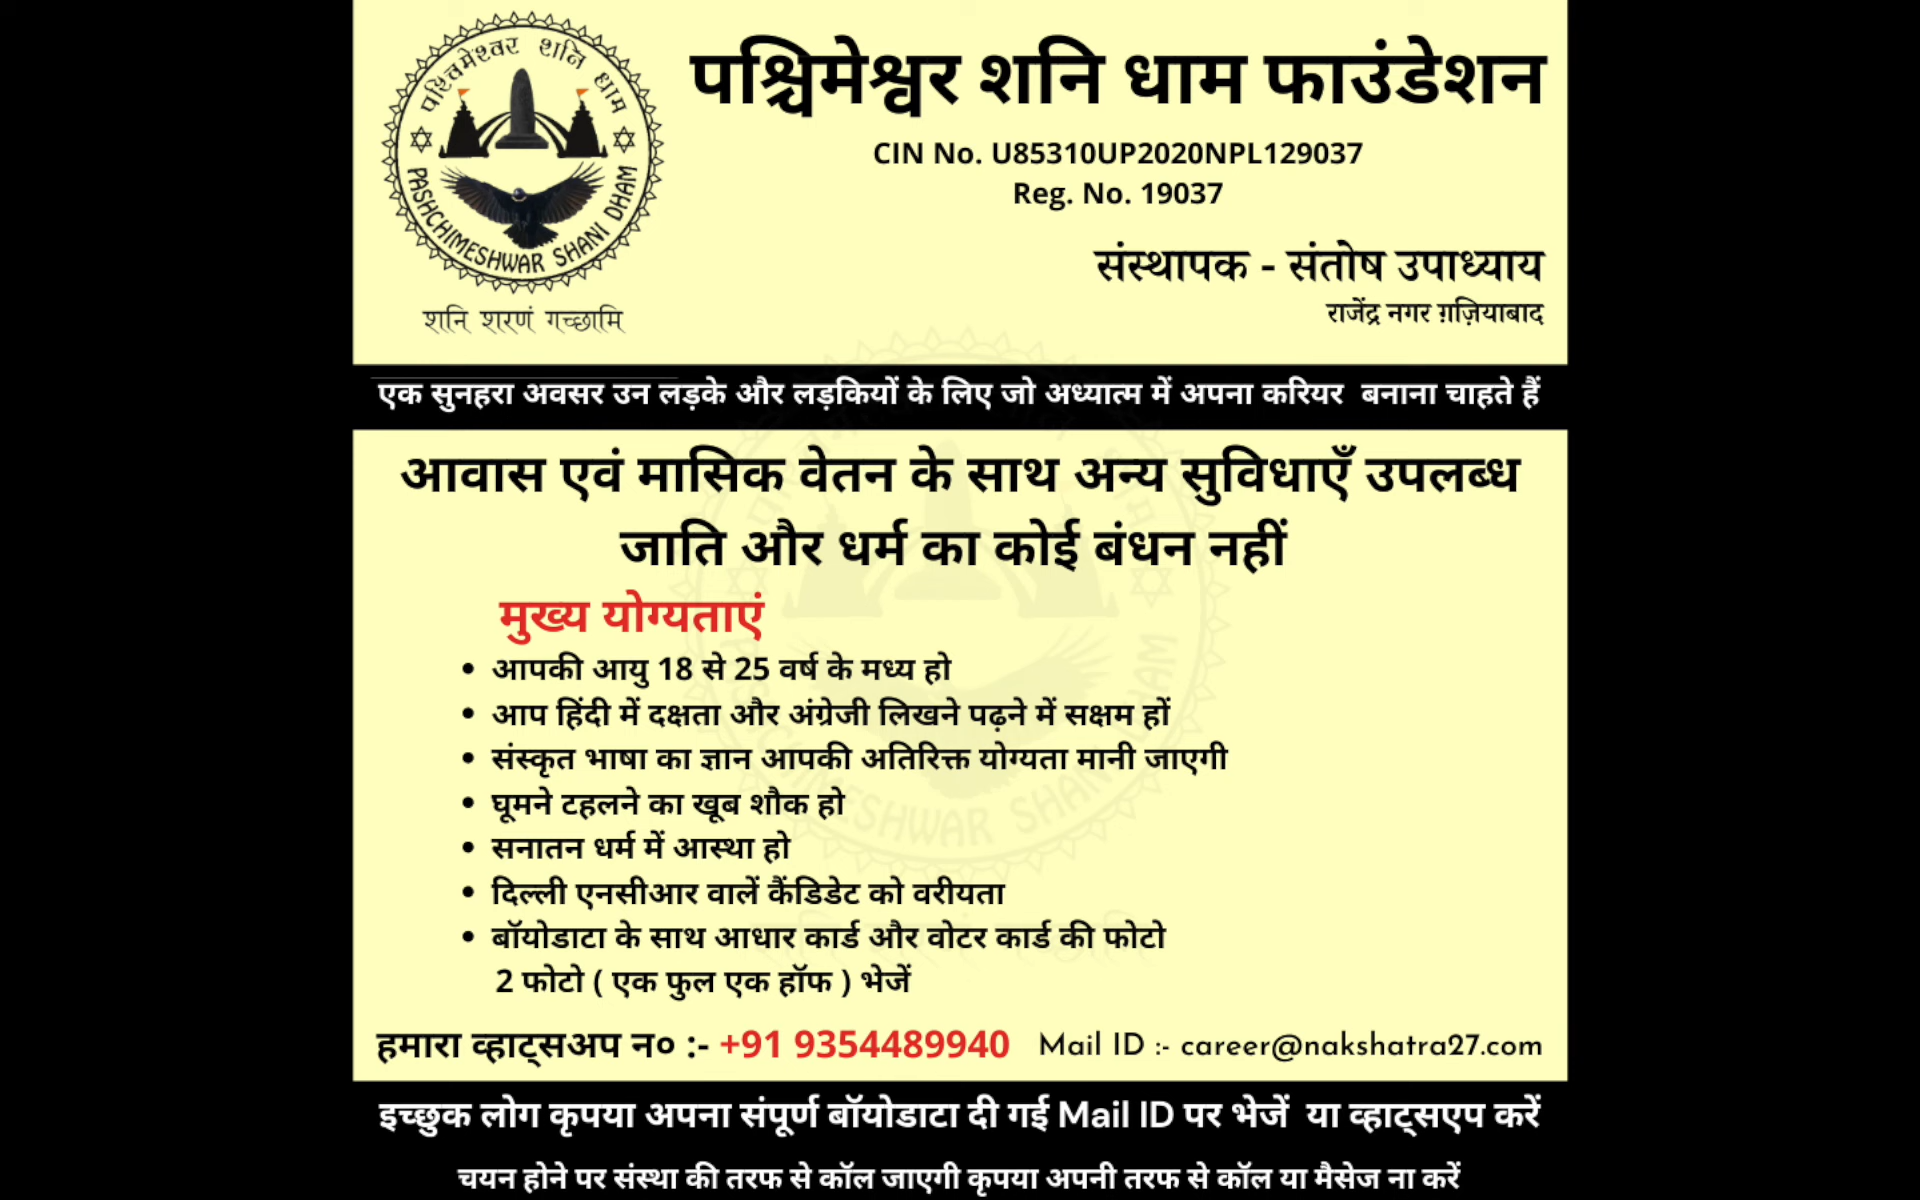 पश्चिमेश्वर शनि धाम
PASHCHIMESHWAR SHANI DHAM
शनि शरणं गच्छामि
पश्चिमेश्वर शनि धाम फाउंडेशन
CIN No. U85310UP2020NPL129037
Reg. No. 19037
संस्थापक - संतोष उपाध्याय
राजेंद्र नगर ग़ज़ियाबाद
एक सुनहरा अवसर उन लड़के और लड़कियों के लिए जो अध्यात्म में अपना करियर बनाना चाहते हैं
आवास एवं मासिक वेतन के साथ अन्य सुविधाएँ उपलब्ध
जाति और धर्म का कोई बंधन नहीं
मुख्य योग्यताएं
• आपकी आयु 18 से 25 वर्ष के मध्य हो
• आप हिंदी में दक्षता और अंग्रेजी लिखने पढ़ने में सक्षम हों
• संस्कृत भाषा का ज्ञान आपकी अतिरिक्त योग्यता मानी जाएगी
• घूमने टहलने का खूब शौक हो
• सनातन धर्म में आस्था हो
• दिल्ली एनसीआर वालें कैंडिडेट को वरीयता
• बॉयोडाटा के साथ आधार कार्ड और वोटर कार्ड की फोटो
2 फोटो ( एक फुल एक हॉफ ) भेजें
हमारा व्हाट्सअप न० :- +91 9354489940 Mail ID :- career@nakshatra27.com
इच्छुक लोग कृपया अपना संपूर्ण बॉयोडाटा दी गई Mail ID पर भेजें या व्हाट्सएप करें
चयन होने पर संस्था की तरफ से कॉल जाएगी कृपया अपनी तरफ से कॉल या मैसेज ना करें